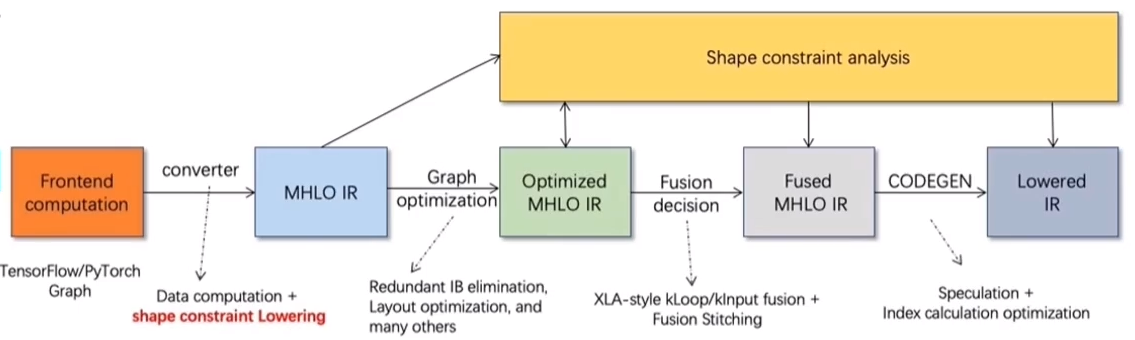 Shape constraint analysis
Frontend
computation
converter
MHLO IR
Graph
optimization
Optimized
MHLO IR
Fusion
decision
Fused
MHLO IR
CODEGEN
Lowered
IR
TensorFlow/PyTorch
Graph
Data computation +
shape constraint Lowering
Redundant IB elimination,
Layout optimization, and
many others
XLA-style kLoop/kInput fusion +
Fusion Stitching
Speculation +
Index calculation optimization